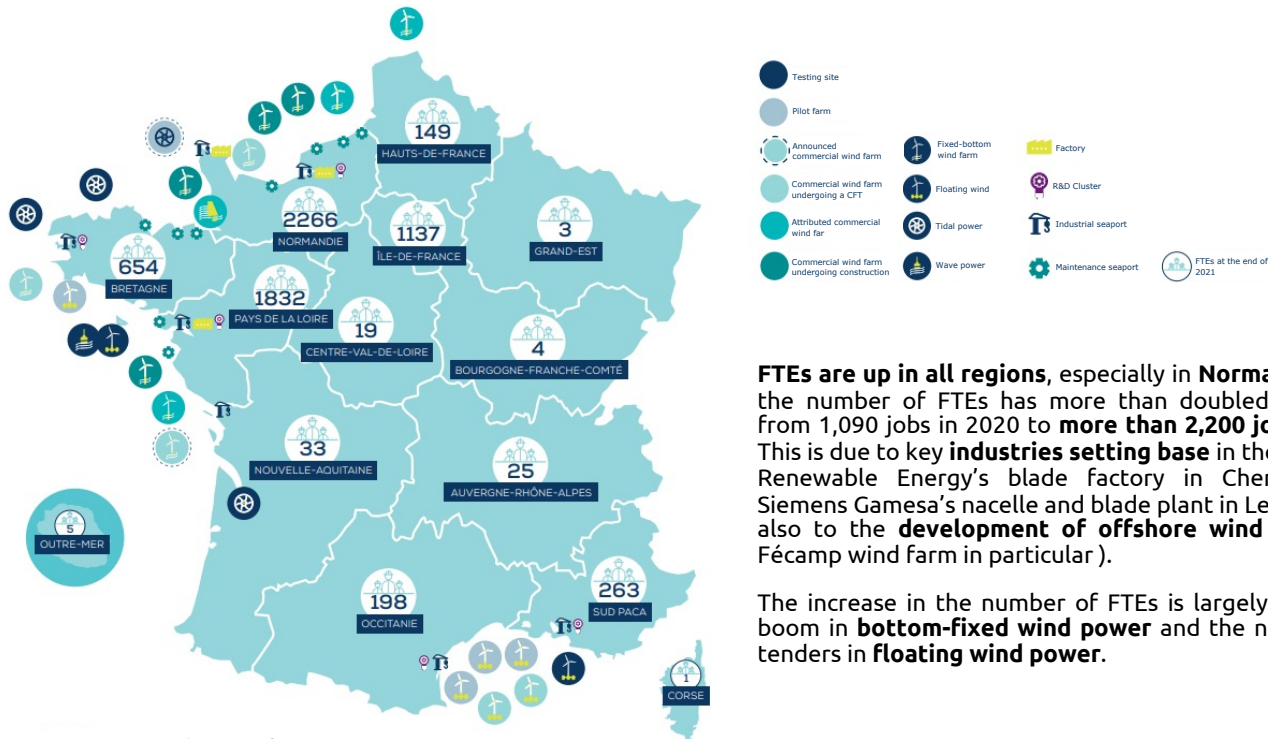 149
HAUTS-DE-FRANCE
2266
NORMANDIE
1137
ÎLE-DE-FRANCE
3
GRAND-EST
654
BRETAGNE
1832
PAYS DE LA LOIRE
19
CENTRE-VAL-DE-LOIRE
4
BOURGOGNE-FRANCHE-COMTÉ
33
NOUVELLE-AQUITAINE
25
AUVERGNE-RHÔNE-ALPES
5
OUTRE-MER
198
OCCITANIE
263
SUD PACA
1
CORSE
Testing site
Pilot farm
Announced
commercial wind farm
Commercial wind farm
undergoing a CFT
Attributed commercial
wind far
Commercial wind farm
undergoing construction
Fixed-bottom
wind farm
Floating wind
Tidal power
Wave power
Factory
R&D Cluster
Industrial seaport
Maintenance seaport
FTEs at the end of
2021
FTEs are up in all regions, especially in Norma
the number of FTEs has more than doubled
from 1,090 jobs in 2020 to more than 2,200 jo
This is due to key industries setting base in the
Renewable Energy's blade factory in Cher
Siemens Gamesa's nacelle and blade plant in Le
also to the development of offshore wind
Fécamp wind farm in particular ).
The increase in the number of FTEs is largely
boom in bottom-fixed wind power and the n
tenders in floating wind power.